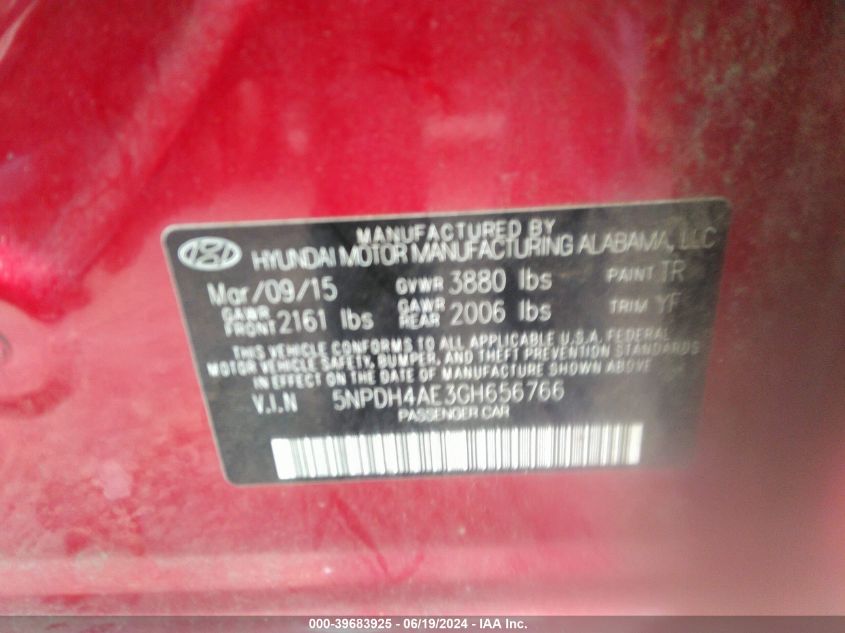 MANUFACTURED BY
HYUNDAI MOTOR MANUFACTURING ALABAMA, LLC
Mar/09/15 GVWR 3880 lbs PAINT TR
GAWR FRONT 2161 lbs GAWR REAR 2006 lbs TRIM YF
THIS VEHICLE CONFORMS TO ALL APPLICABLE U.S.A. FEDERAL
MOTOR VEHICLE SAFETY, BUMPER, AND THEFT PREVENTION STANDARDS
IN EFFECT ON THE DATE OF MANUFACTURE SHOWN ABOVE
V.I.N 5NPDH4AE3GH656766
PASSENGER CAR
000-39683925 - 06/19/2024 - IAA Inc.